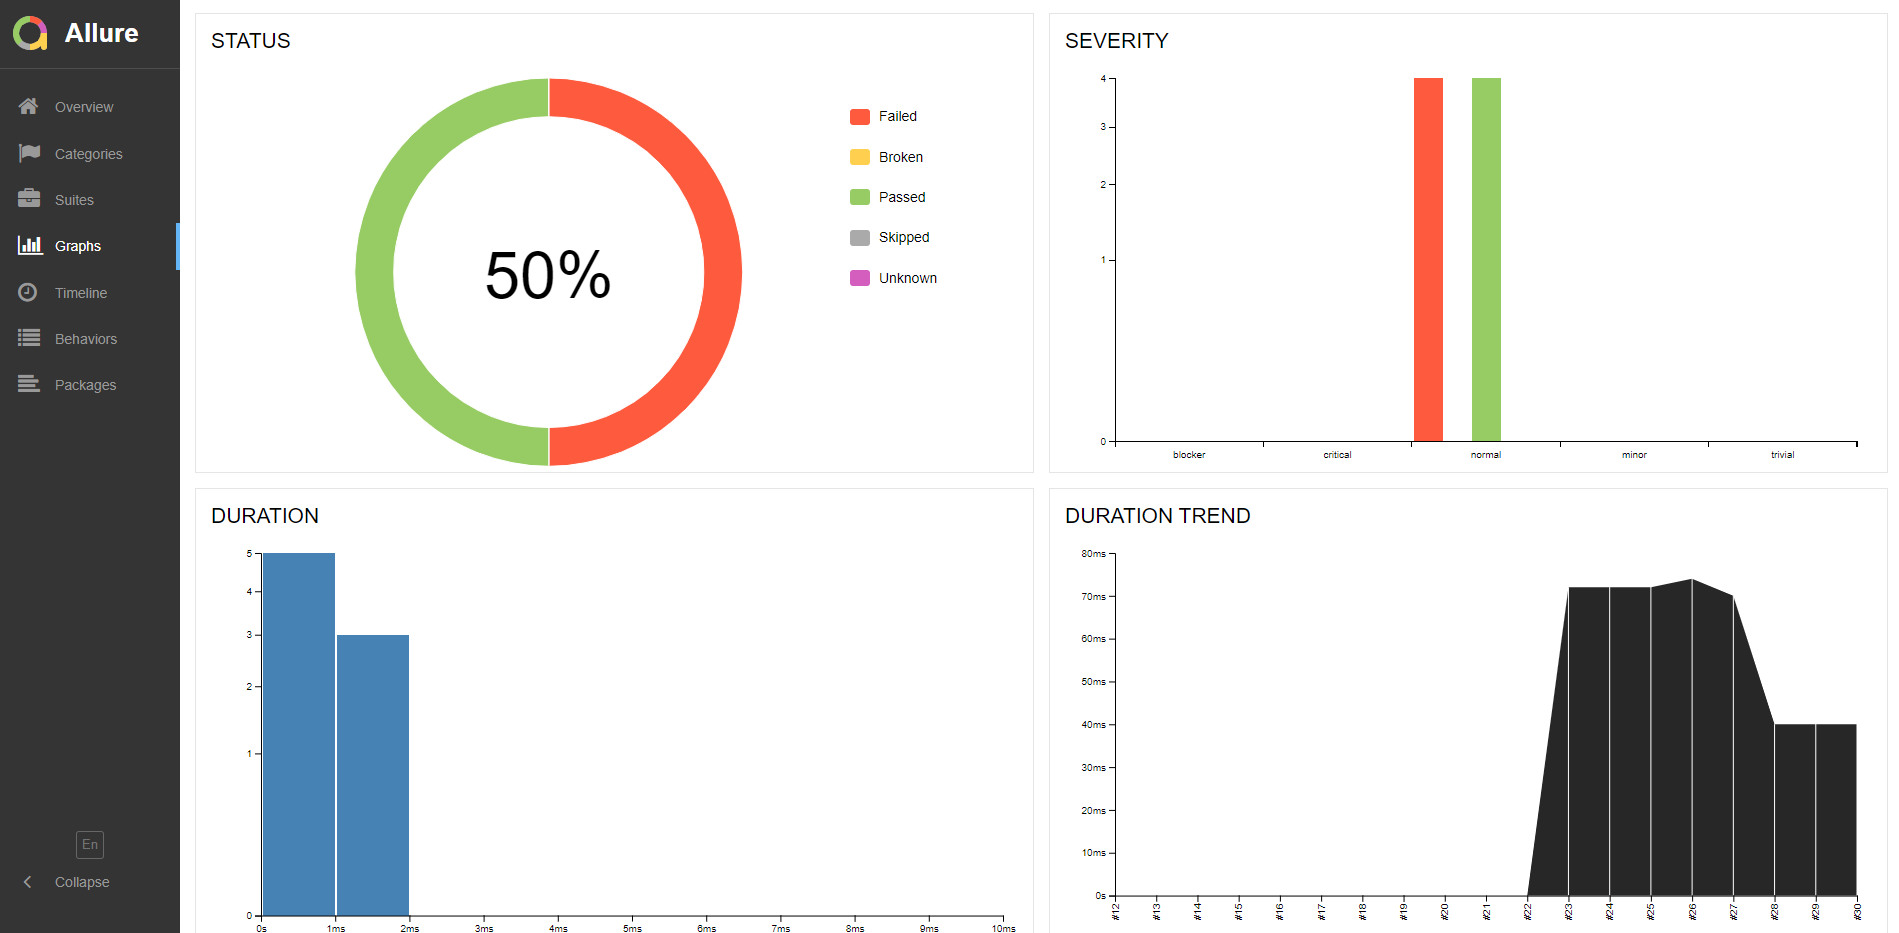 Allure
Overview
Categories
Suites
Graphs
Timeline
Behaviors
Packages
En
Collapse
STATUS
50%
Failed
Broken
Passed
Skipped
Unknown
SEVERITY
4
3
2
1
0
blocker critical normal minor trivial
DURATION
5
4
3
2
1
0
0s 1ms 2ms 3ms 4ms 5ms 6ms 7ms 8ms 9ms 10ms
DURATION TREND
80ms
70ms
60ms
50ms
40ms
30ms
20ms
10ms
0s
#12 #13 #14 #15 #16 #17 #18 #19 #20 #21 #22 #23 #24 #25 #26 #27 #28 #29 #30